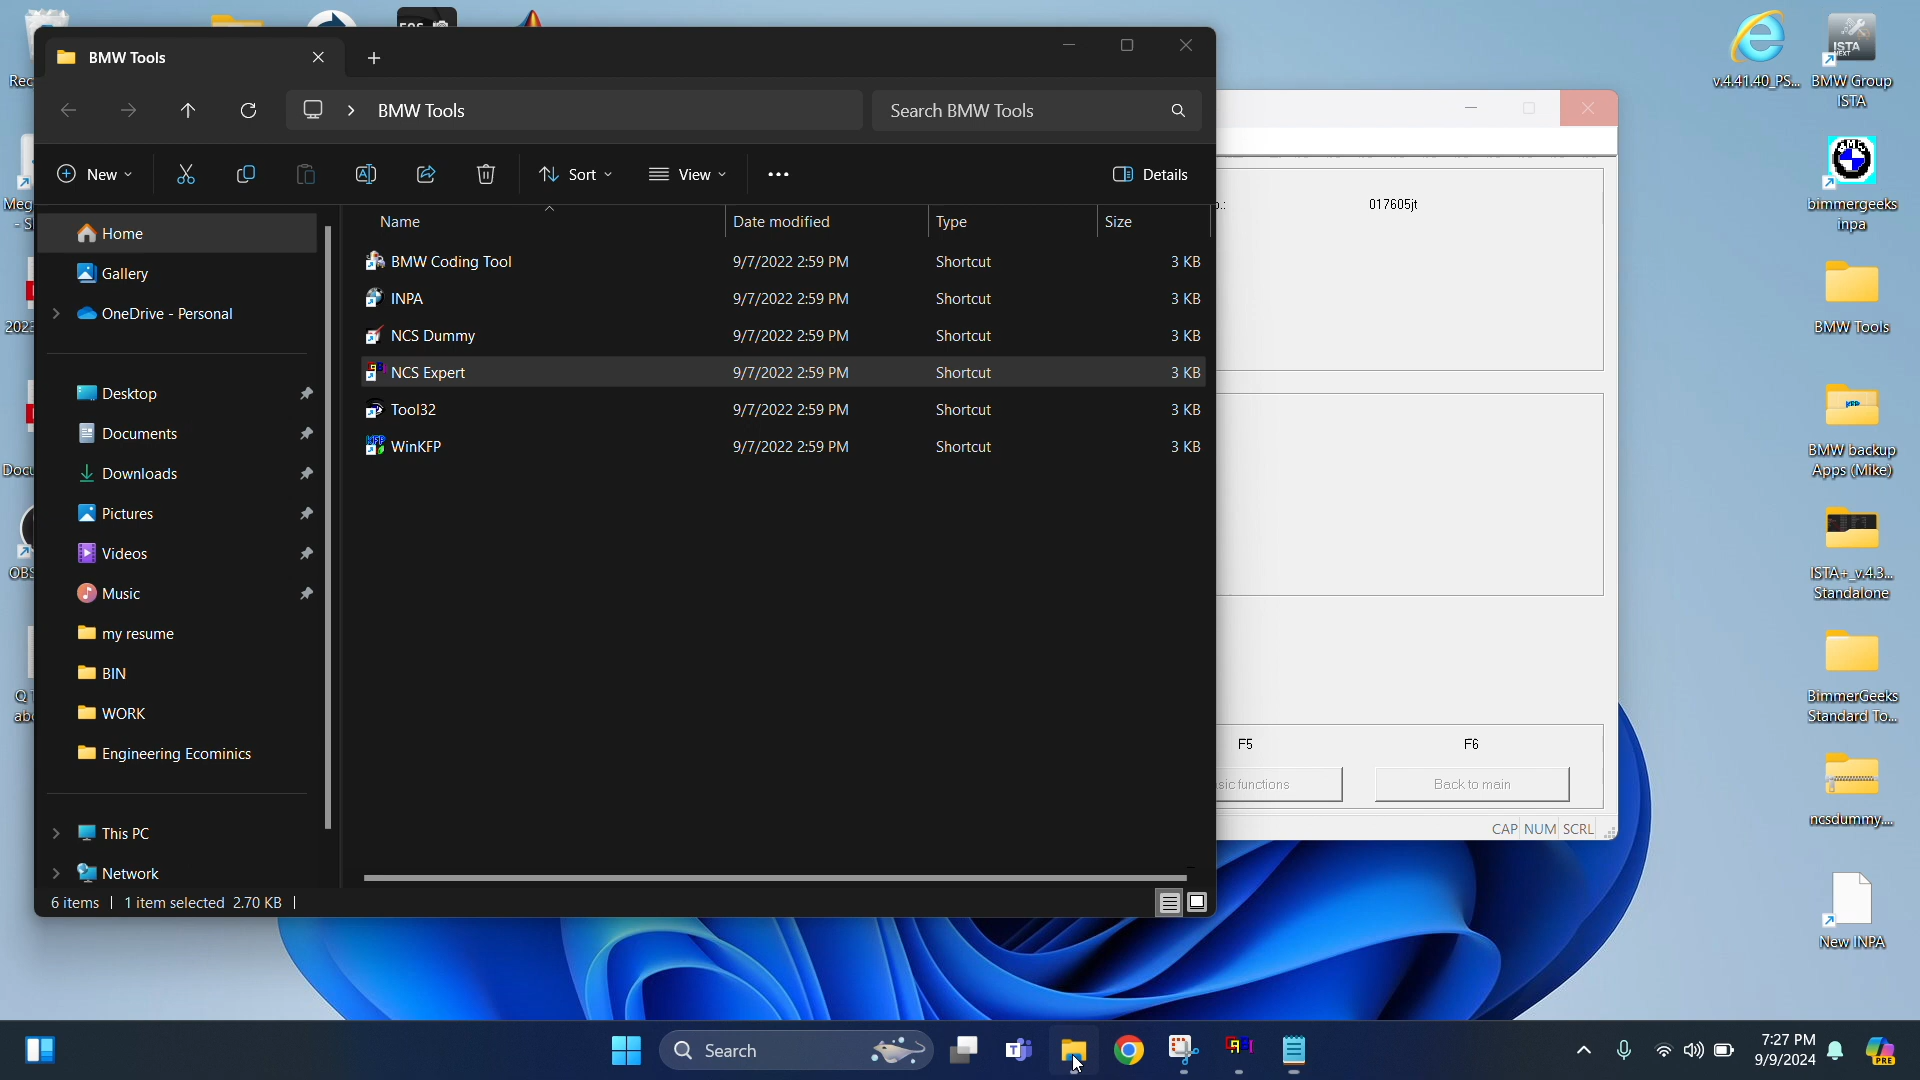 BMW Tools
BMW Tools
Search BMW Tools
New
Sort
View
Details
Home
Gallery
OneDrive - Personal
Desktop
Documents
Downloads
Pictures
Videos
Music
my resume
BIN
WORK
Engineering Ecominics
This PC
Network
Name Date modified Type Size
BMW Coding Tool 9/7/2022 2:59 PM Shortcut 3 KB
INPA 9/7/2022 2:59 PM Shortcut 3 KB
NCS Dummy 9/7/2022 2:59 PM Shortcut 3 KB
NCS Expert 9/7/2022 2:59 PM Shortcut 3 KB
Tool32 9/7/2022 2:59 PM Shortcut 3 KB
WinKFP 9/7/2022 2:59 PM Shortcut 3 KB
6 items 1 item selected 2.70 KB
017605jt
F5 F6
sic functions Back to main
CAP NUM SCRL
v.4.41.40_PS...
ISTA
NEXT
BMW Group
ISTA
bimmergeeks
inpa
BMW Tools
BMW backup
Apps (Mike)
ISTA+_v.4.3...
Standalone
BimmerGeeks
Standard To...
ncsdummy....
New INPA
Search
7:27 PM
9/9/2024
PRE